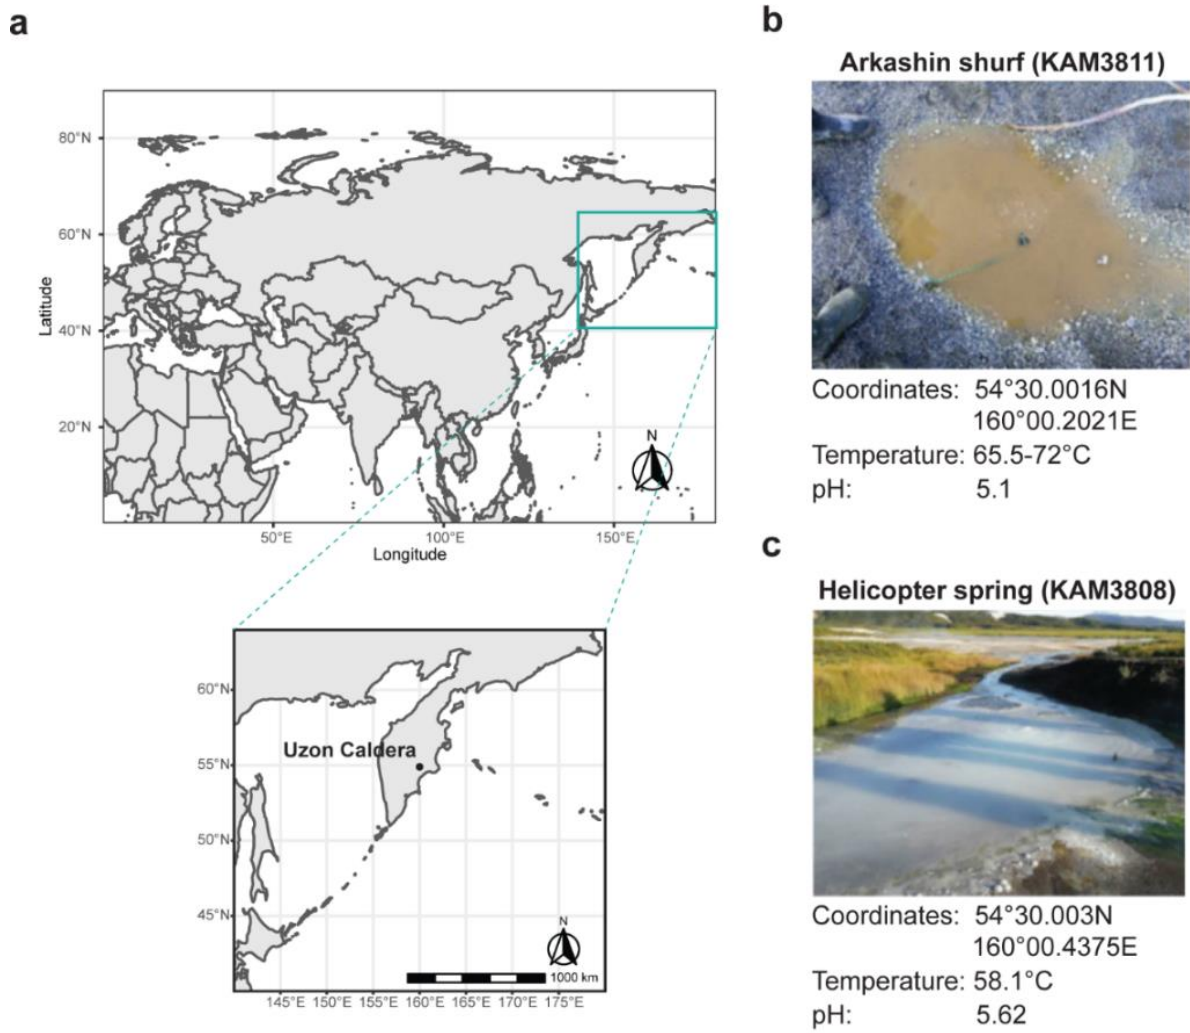 a
80°N
60°N
40°N
20°N
Latitude
N
50°E 100°E 150°E
Longitude
Uzon Caldera
60°N
55°N
50°N
45°N
N
1000 km
145°E 150°E 155°E 160°E 165°E 170°E 175°E
b
Arkashin shurf (KAM3811)
Coordinates: 54°30.0016N
160°00.2021E
Temperature: 65.5-72°C
pH: 5.1
c
Helicopter spring (KAM3808)
Coordinates: 54°30.003N
160°00.4375E
Temperature: 58.1°C
pH: 5.62